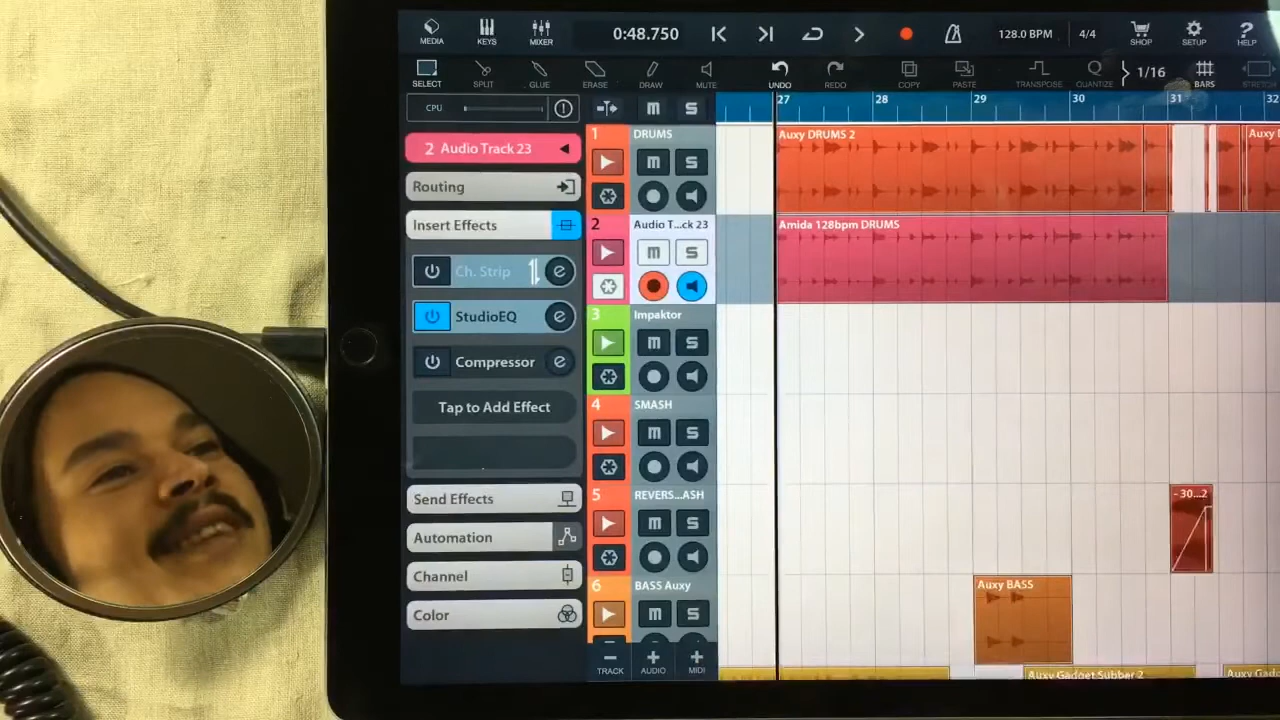 MEDIA
KEYS
MIXER
0:48.750
128.0 BPM
4/4
SHOP
SETUP
HELP
SELECT
SPLIT
GLUE
ERASE
DRAW
MUTE
UNDO
REDO
COPY
PASTE
TRANSPOSE
QUANTIZE
1/16
BARS
CPU
M
S
27
28
29
30
31
32
2 Audio Track 23
Routing
Insert Effects
Ch. Strip
e
StudioEQ
e
Compressor
e
Tap to Add Effect
Send Effects
Automation
Channel
Color
1
DRUMS
M
S
Auxy DRUMS 2
2
Audio T...ck 23
M
S
Amida 128bpm DRUMS
3
Impaktor
M
S
4
SMASH
M
S
5
REVERS...ASH
M
S
- 30...2
6
BASS Auxy
M
S
Auxy BASS
TRACK
AUDIO
MIDI
Auxy Gadget Subber 2